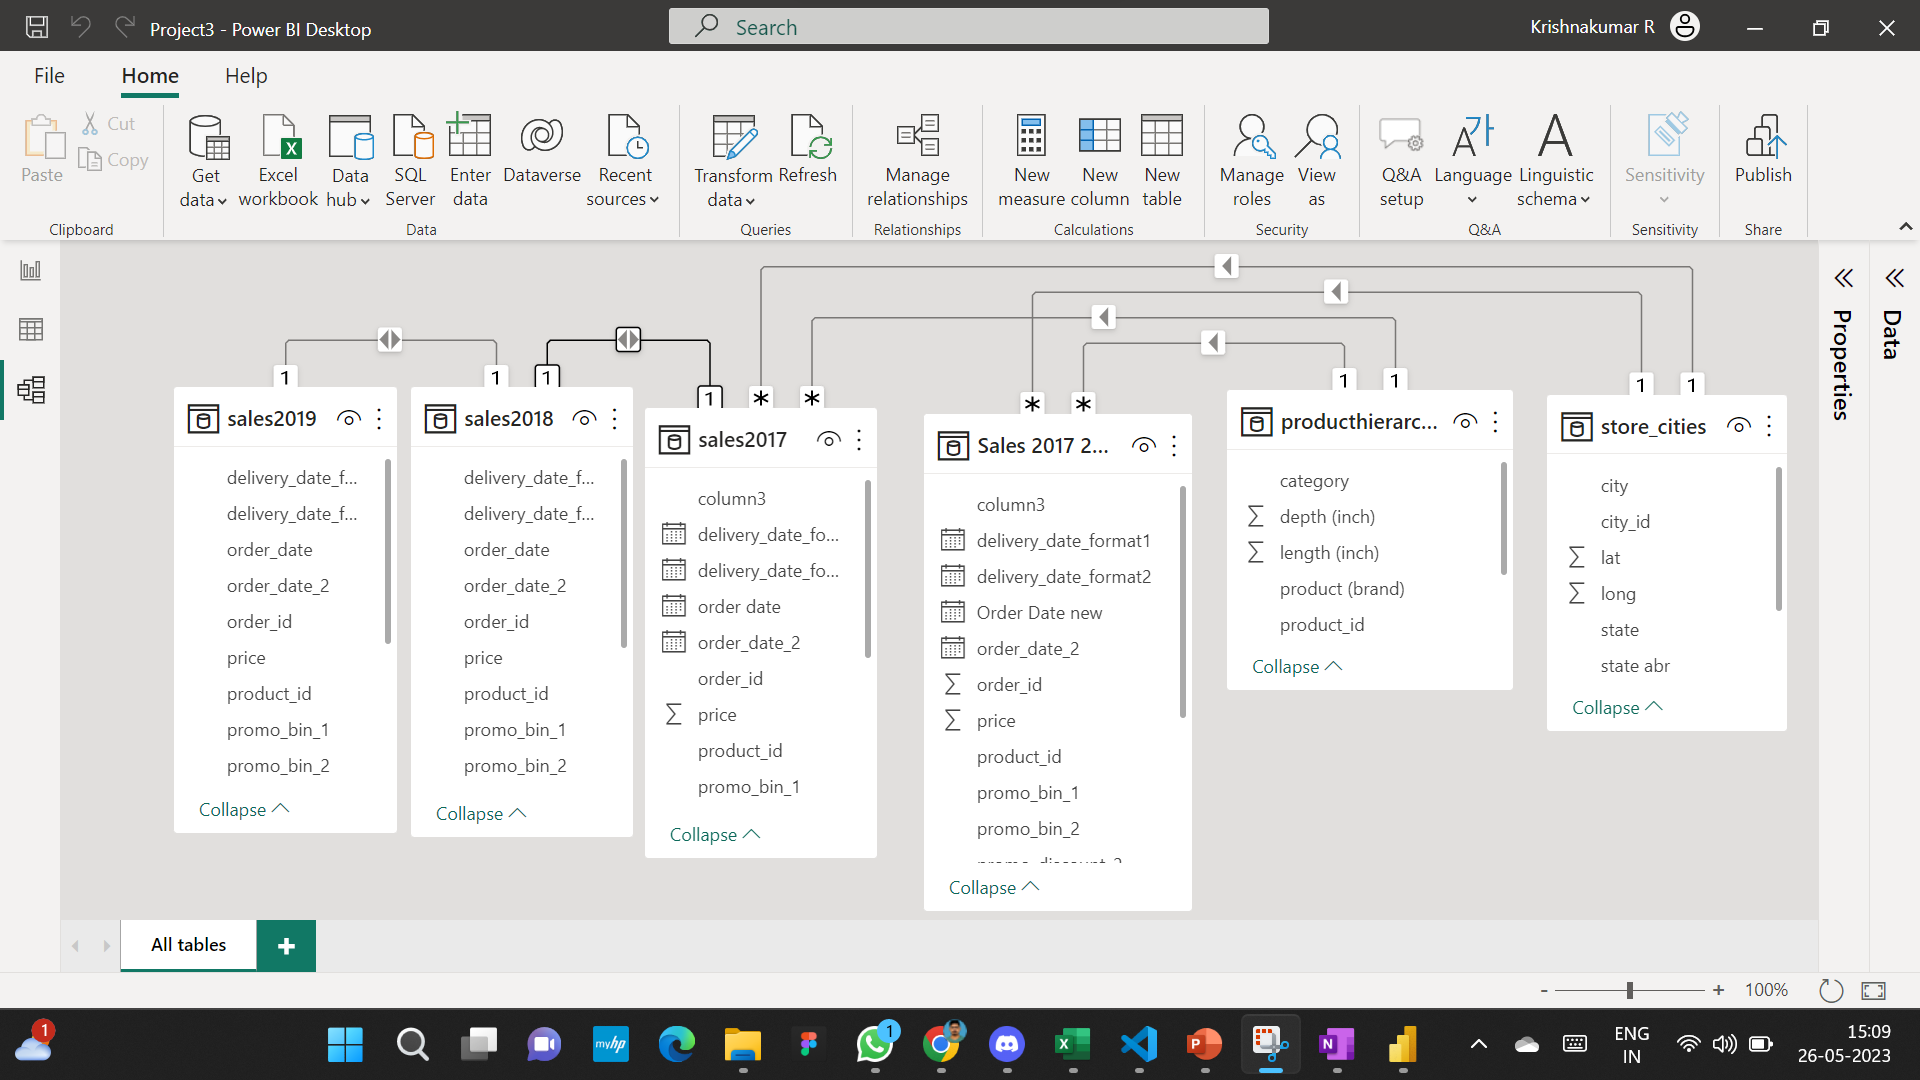 Project3 - Power BI Desktop
Search
Krishnakumar R
File
Home
Help
Paste
Cut
Copy
Get data
Excel workbook
Data hub
SQL Server
Enter data
Dataverse
Recent sources
Transform data
Refresh
Manage relationships
New measure
New column
New table
Manage roles
View as
Q&A setup
Language
Linguistic schema
Sensitivity
Publish
Clipboard
Data
Queries
Relationships
Calculations
Security
Q&A
Sensitivity
Share
Properties
Data
1
1
1
1
*
*
*
*
1
1
1
1
sales2019
delivery_date_f...
delivery_date_f...
order_date
order_date_2
order_id
price
product_id
promo_bin_1
promo_bin_2
Collapse
sales2018
delivery_date_f...
delivery_date_f...
order_date
order_date_2
order_id
price
product_id
promo_bin_1
promo_bin_2
Collapse
sales2017
column3
delivery_date_fo...
delivery_date_fo...
order date
order_date_2
order_id
price
product_id
promo_bin_1
Collapse
Sales 2017 2...
column3
delivery_date_format1
delivery_date_format2
Order Date new
order_date_2
order_id
price
product_id
promo_bin_1
promo_bin_2
Collapse
producthierarc...
category
depth (inch)
length (inch)
product (brand)
product_id
Collapse
store_cities
city
city_id
lat
long
state
state abr
Collapse
All tables
+
- + 100%
1
myhp
1
ENG
IN
15:09
26-05-2023